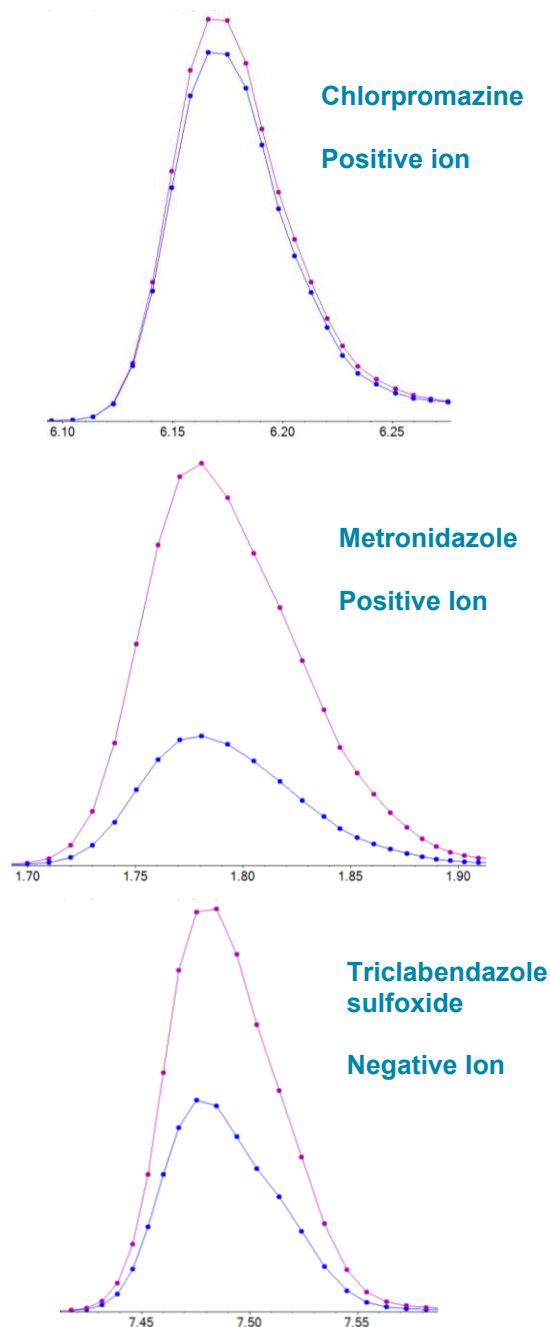 Chlorpromazine
Positive ion
6.10 6.15 6.20 6.25
Metronidazole
Positive Ion
1.70 1.75 1.80 1.85 1.90
Triclabendazole
sulfoxide
Negative Ion
7.45 7.50 7.55